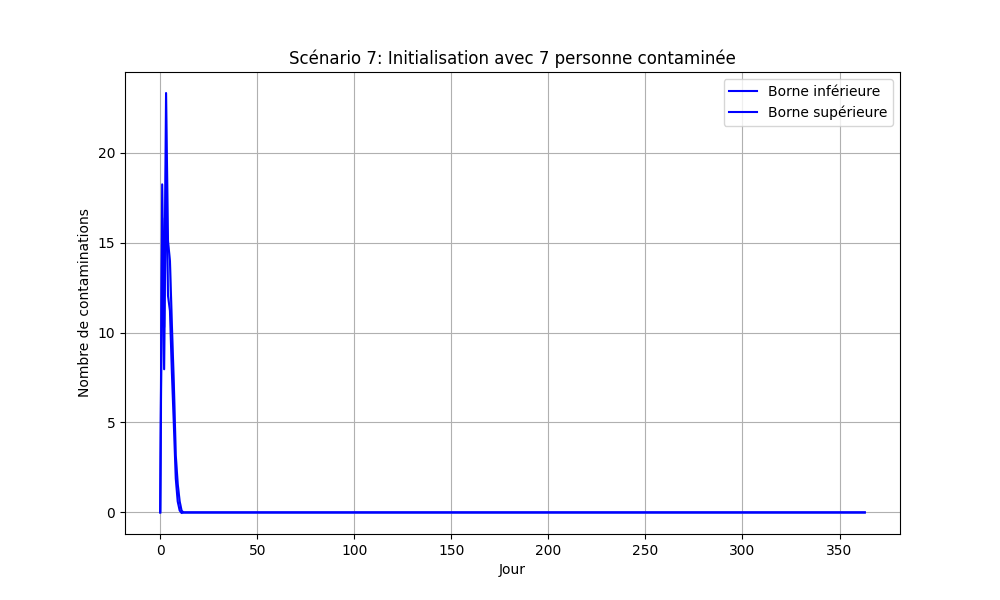 Scénario 7: Initialisation avec 7 personne contaminée
Borne inférieure
Borne supérieure
Nombre de contaminations
20
15
10
5
0
0 50 100 150 200 250 300 350
Jour